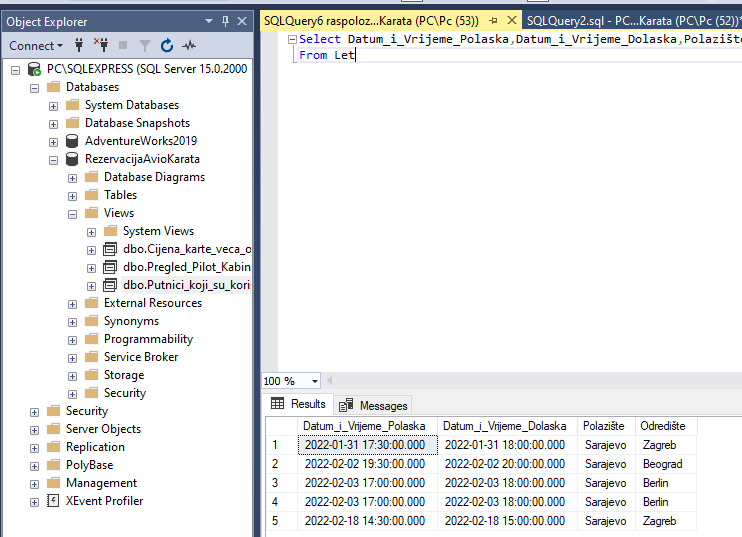 Object Explorer
Connect
PC\SQLEXPRESS (SQL Server 15.0.2000
Databases
System Databases
Database Snapshots
AdventureWorks2019
RezervacijaAvioKarata
Database Diagrams
Tables
Views
System Views
dbo.Cijena_karte_veca_o
dbo.Pregled_Pilot_Kabin
dbo.Putnici_koji_su_koris
External Resources
Synonyms
Programmability
Service Broker
Storage
Security
Security
Server Objects
Replication
PolyBase
Management
XEvent Profiler
SQLQuery6 raspoloz...Karata (PC\Pc (53))
SQLQuery2.sql - PC...Karata (PC\Pc (52))*
Select Datum_i_Vrijeme_Polaska,Datum_i_Vrijeme_Dolaska,Polazište
From Let
100 %
Results Messages
Datum_i_Vrijeme_Polaska Datum_i_Vrijeme_Dolaska Polazište Odredište
1 2022-01-31 17:30:00.000 2022-01-31 18:00:00.000 Sarajevo Zagreb
2 2022-02-02 19:30:00.000 2022-02-02 20:00:00.000 Sarajevo Beograd
3 2022-02-03 17:00:00.000 2022-02-03 18:00:00.000 Sarajevo Berlin
4 2022-02-03 17:00:00.000 2022-02-03 18:00:00.000 Sarajevo Berlin
5 2022-02-18 14:30:00.000 2022-02-18 15:00:00.000 Sarajevo Zagreb